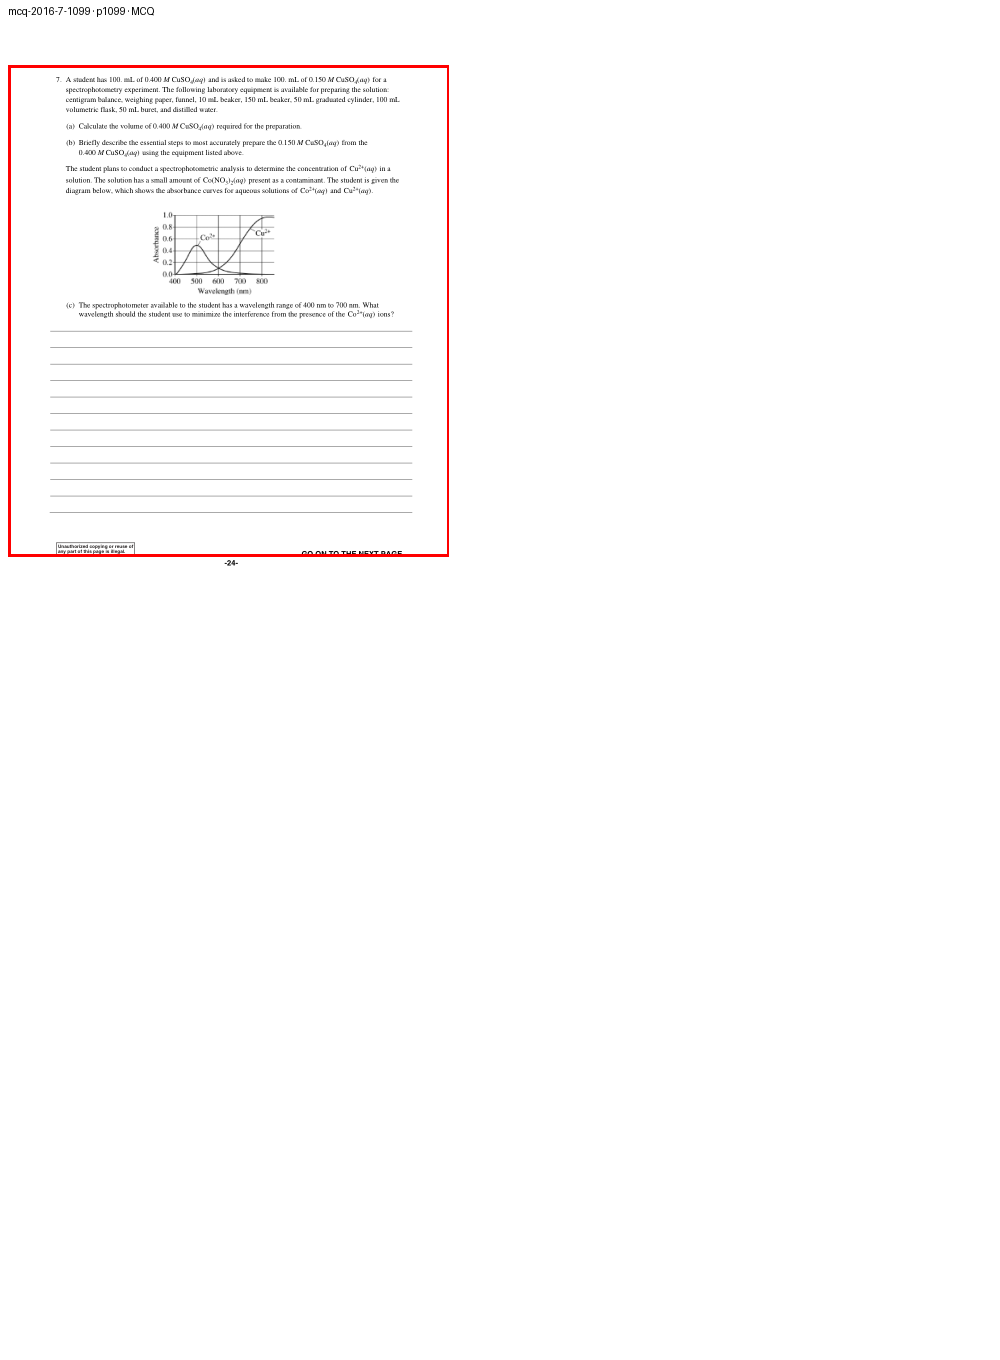 mcq-2016-7-1099 · p1099 · MCQ
7. A student has 100. mL of 0.400 M CuSO₄(aq) and is asked to make 100. mL of 0.150 M CuSO₄(aq) for a
spectrophotometry experiment. The following laboratory equipment is available for preparing the solution:
centigram balance, weighing paper, funnel, 10 mL beaker, 150 mL beaker, 50 mL graduated cylinder, 100 mL
volumetric flask, 50 mL buret, and distilled water.
(a) Calculate the volume of 0.400 M CuSO₄(aq) required for the preparation.
(b) Briefly describe the essential steps to most accurately prepare the 0.150 M CuSO₄(aq) from the
0.400 M CuSO₄(aq) using the equipment listed above.
The student plans to conduct a spectrophotometric analysis to determine the concentration of Cu²⁺(aq) in a
solution. The solution has a small amount of Co(NO₃)₂(aq) present as a contaminant. The student is given the
diagram below, which shows the absorbance curves for aqueous solutions of Co²⁺(aq) and Cu²⁺(aq).
1.0
0.8
0.6
0.4
0.2
0.0
Absorbance
Co²⁺
Cu²⁺
400 500 600 700 800
Wavelength (nm)
(c) The spectrophotometer available to the student has a wavelength range of 400 nm to 700 nm. What
wavelength should the student use to minimize the interference from the presence of the Co²⁺(aq) ions?
Unauthorized copying or reuse of
any part of this page is illegal.
GO ON TO THE NEXT PAGE
-24-